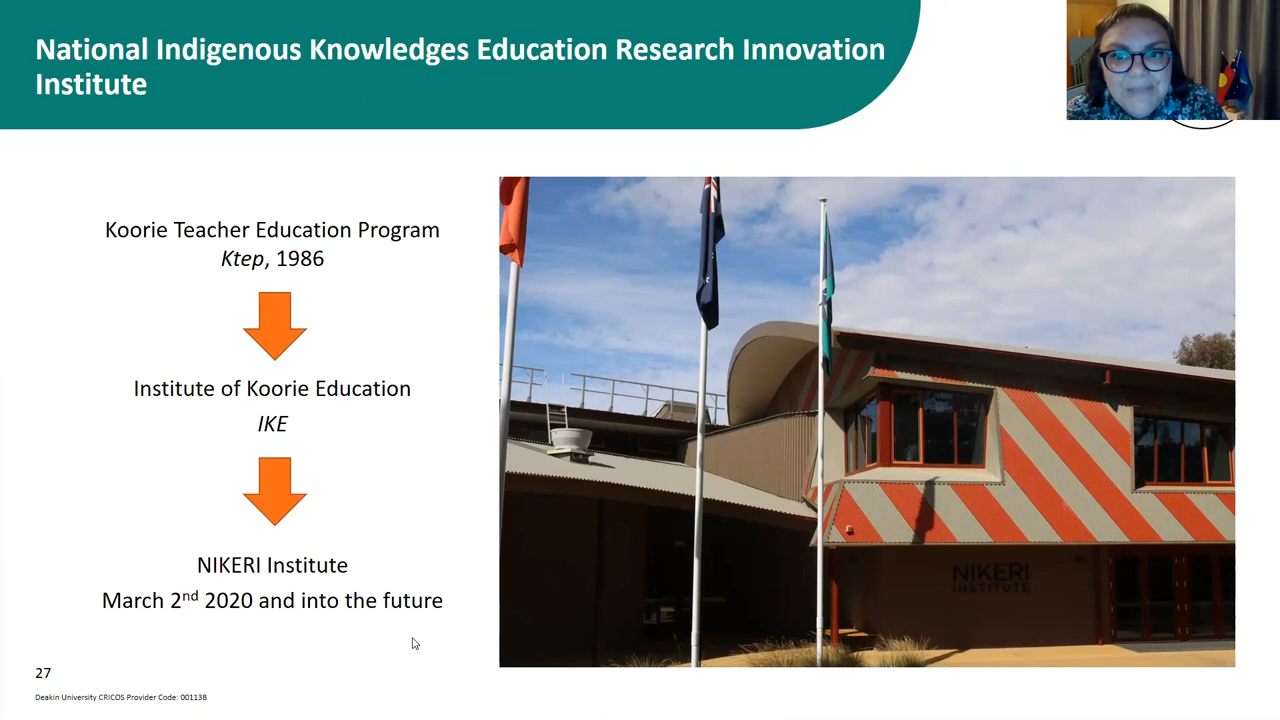 National Indigenous Knowledges Education Research Innovation
Institute
Koorie Teacher Education Program
Ktep, 1986
Institute of Koorie Education
IKE
NIKERI Institute
March 2nd 2020 and into the future
NIKERI
INSTITUTE
27
Deakin University CRICOS Provider Code: 00113B